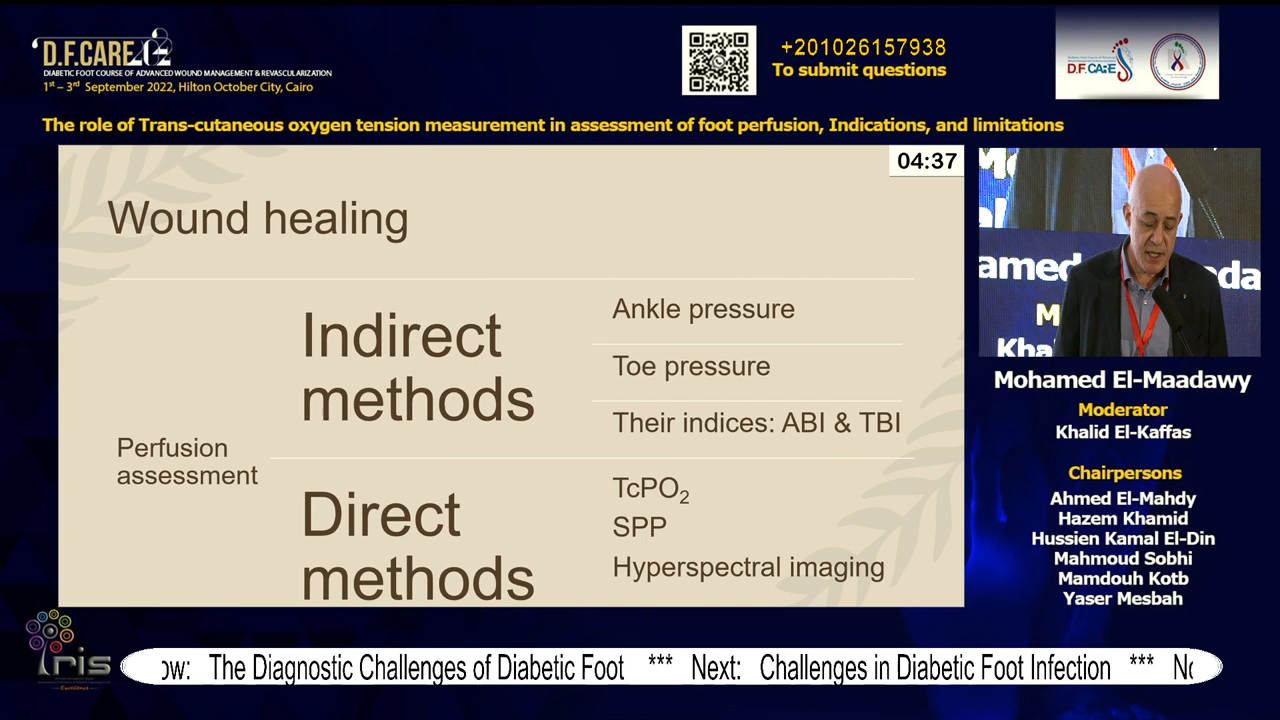 D.F.CARE
DIABETIC FOOT COURSE OF ADVANCED WOUND MANAGEMENT & REVASCULARIZATION
1st – 3rd September 2022, Hilton October City, Cairo
+201026157938
To submit questions
D.F.CARE
The role of Trans-cutaneous oxygen tension measurement in assessment of foot perfusion, Indications, and limitations
04:37
Wound healing
Perfusion
assessment
Indirect
methods
Ankle pressure
Toe pressure
Their indices: ABI & TBI
Direct
methods
TcPO2
SPP
Hyperspectral imaging
Mohamed El-Maadawy
Moderator
Khalid El-Kaffas
Chairpersons
Ahmed El-Mahdy
Hazem Khamid
Hussien Kamal El-Din
Mahmoud Sobhi
Mamdouh Kotb
Yaser Mesbah
iris
Excellence
ow: The Diagnostic Challenges of Diabetic Foot *** Next: Challenges in Diabetic Foot Infection *** No